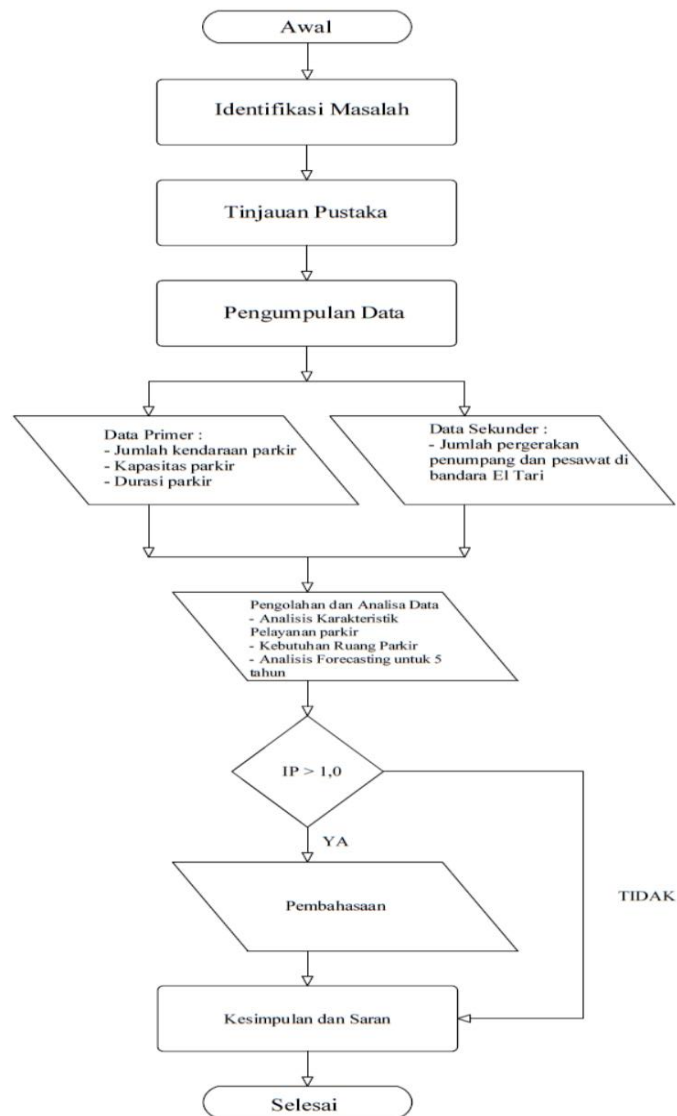 Awal
Identifikasi Masalah
Tinjauan Pustaka
Pengumpulan Data
Data Primer :
- Jumlah kendaraan parkir
- Kapasitas parkir
- Durasi parkir
Data Sekunder :
- Jumlah pergerakan
penumpang dan pesawat di
bandara El Tari
Pengolahan dan Analisa Data
- Analisis Karakteristik
Pelayanan parkir
- Kebutuhan Ruang Parkir
- Analisis Forecasting untuk 5
tahun
IP > 1,0
YA
TIDAK
Pembahasaan
Kesimpulan dan Saran
Selesai